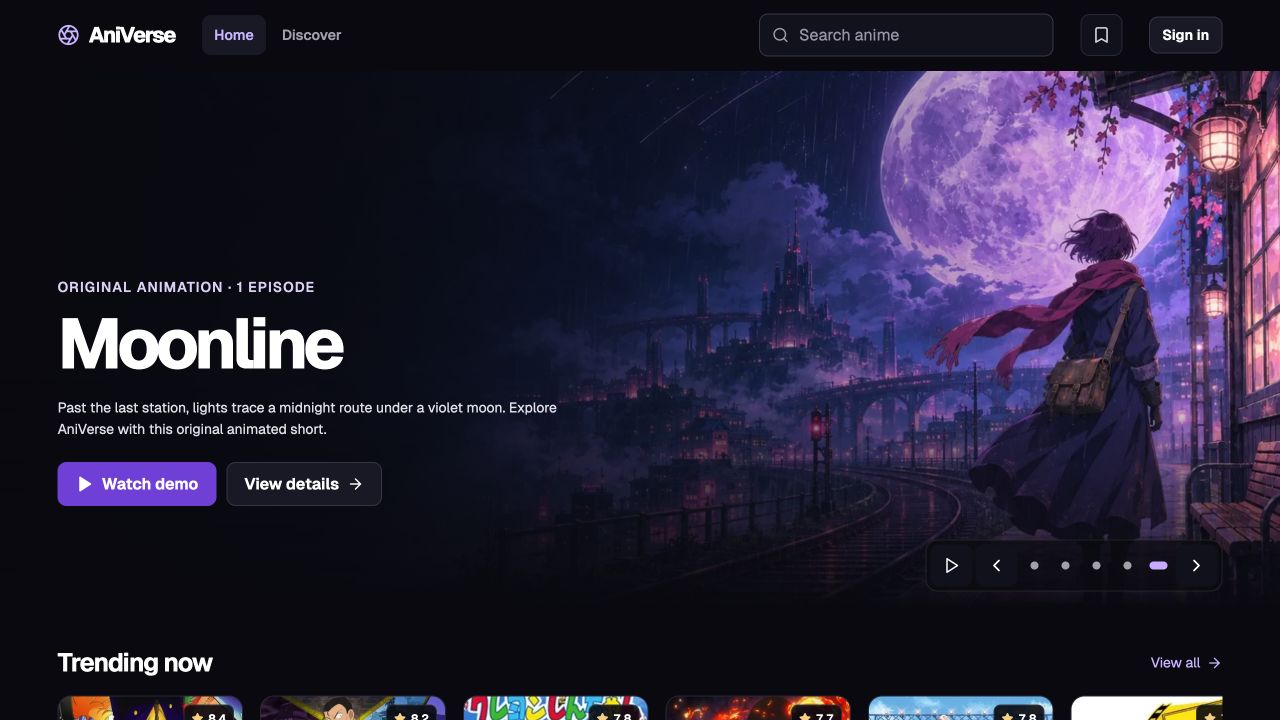 AniVerse
Home
Discover
Search anime
Sign in
ORIGINAL ANIMATION · 1 EPISODE
Moonline
Past the last station, lights trace a midnight route under a violet moon. Explore
AniVerse with this original animated short.
Watch demo
View details
Trending now
View all
8.4
8.2
7.8
7.7
7.8